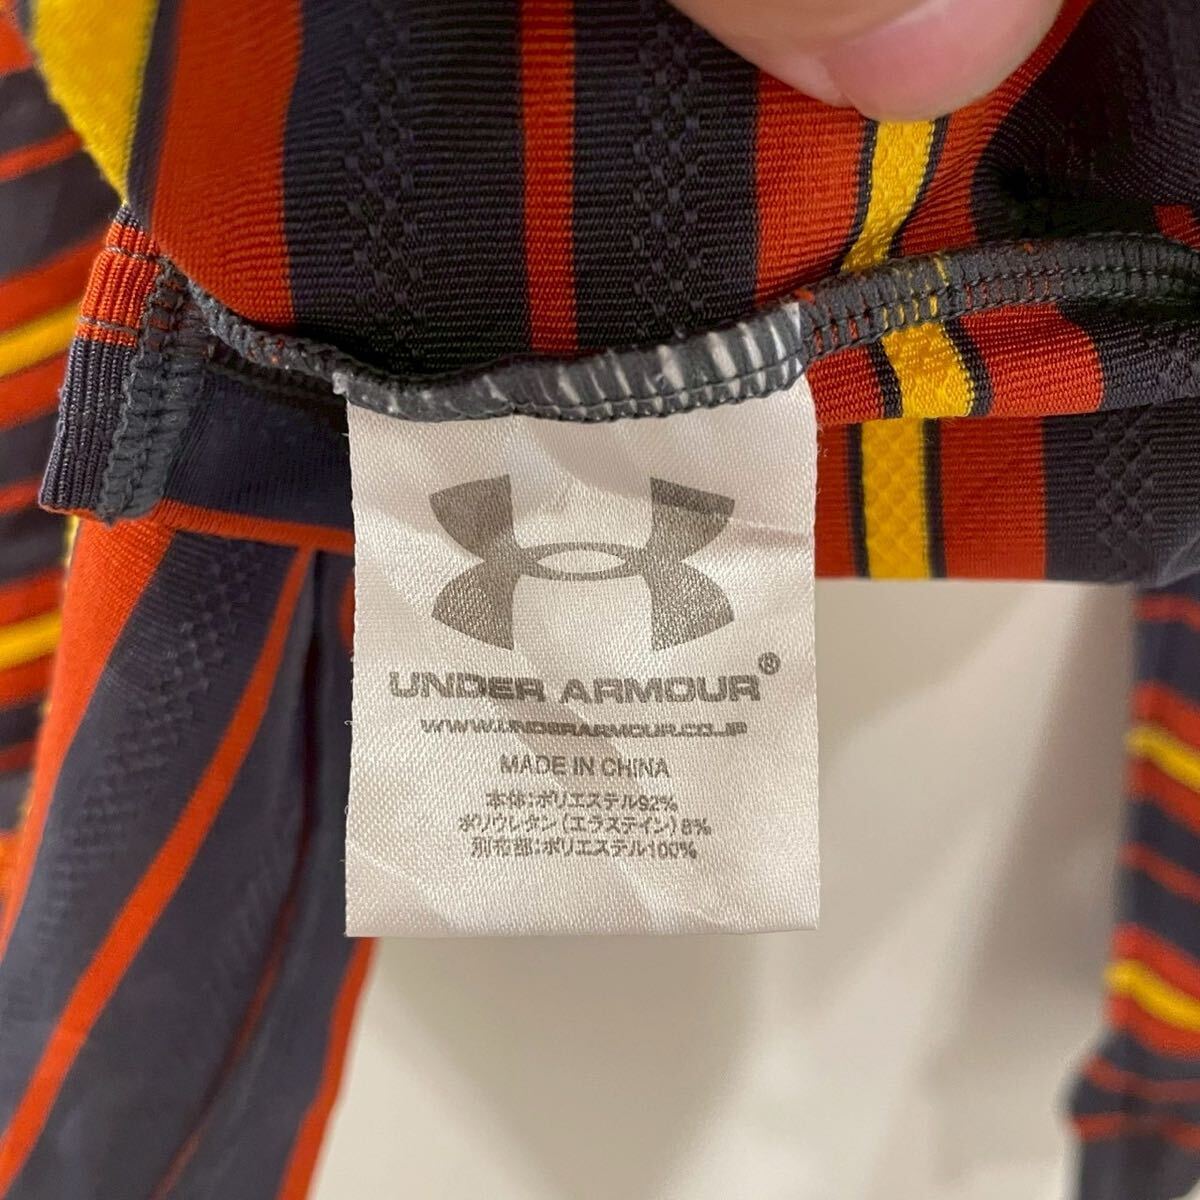 UNDER ARMOUR®
WWW.UNDERARMOUR.CO.JP
MADE IN CHINA
本体:ポリエステル92%
ポリウレタン(エラステイン)8%
別布部:ポリエステル100%